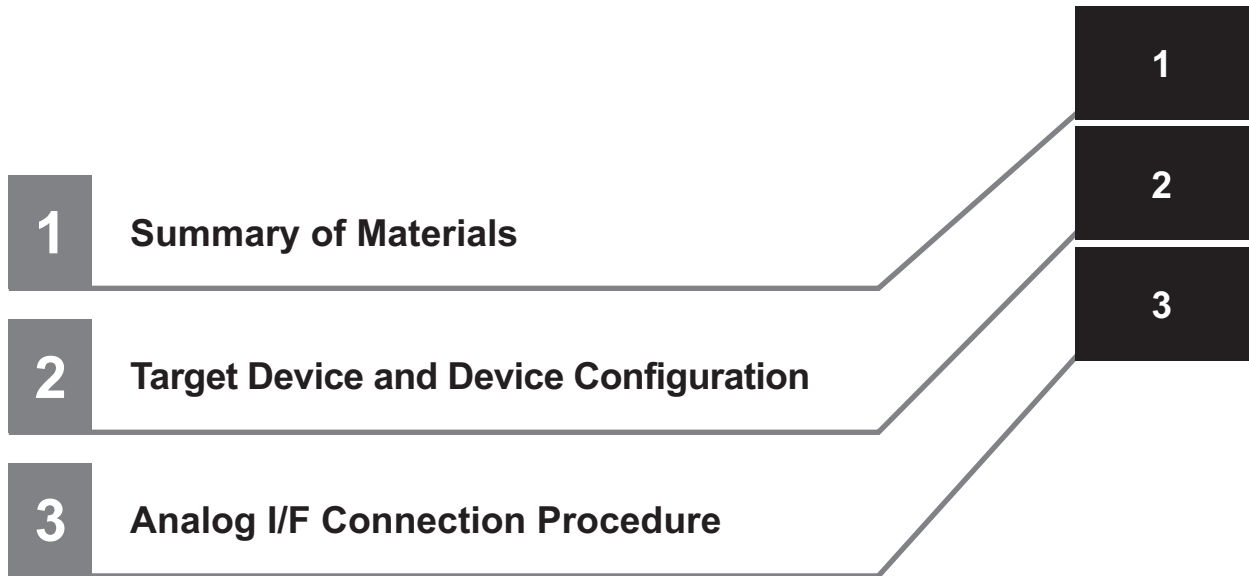 1
2
3
1 Summary of Materials
2 Target Device and Device Configuration
3 Analog I/F Connection Procedure